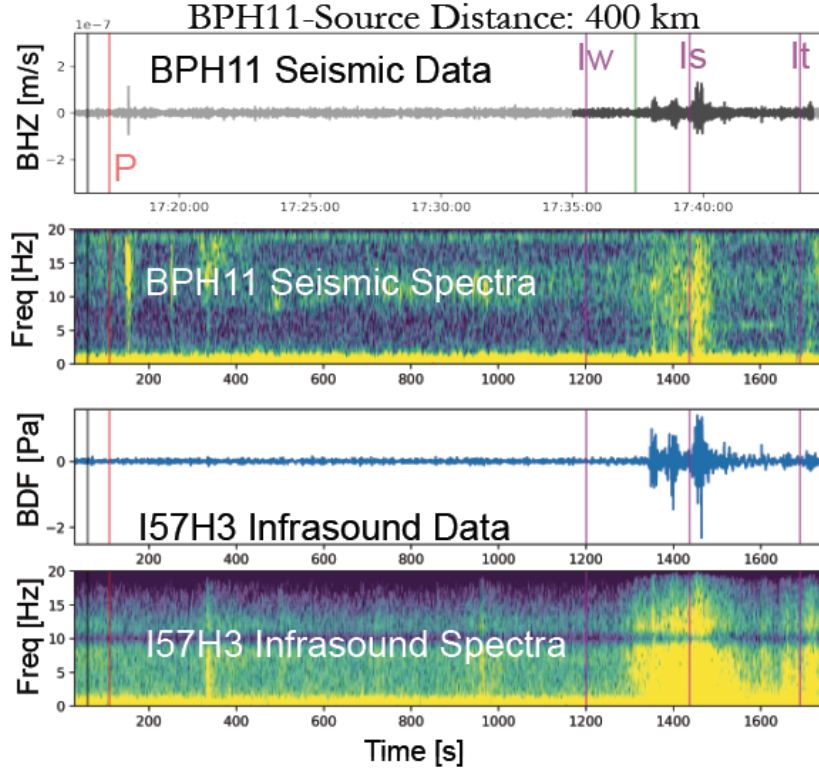 BPH11-Source Distance: 400 km
1e−7
BHZ [m/s]
2
0
−2
BPH11 Seismic Data
Iw
Is
It
P
17:20:00
17:25:00
17:30:00
17:35:00
17:40:00
Freq [Hz]
20
15
10
5
0
BPH11 Seismic Spectra
200
400
600
800
1000
1200
1400
1600
BDF [Pa]
0
−2
I57H3 Infrasound Data
200
400
600
800
1000
1200
1400
1600
Freq [Hz]
20
15
10
5
0
I57H3 Infrasound Spectra
200
400
600
800
1000
1200
1400
1600
Time [s]